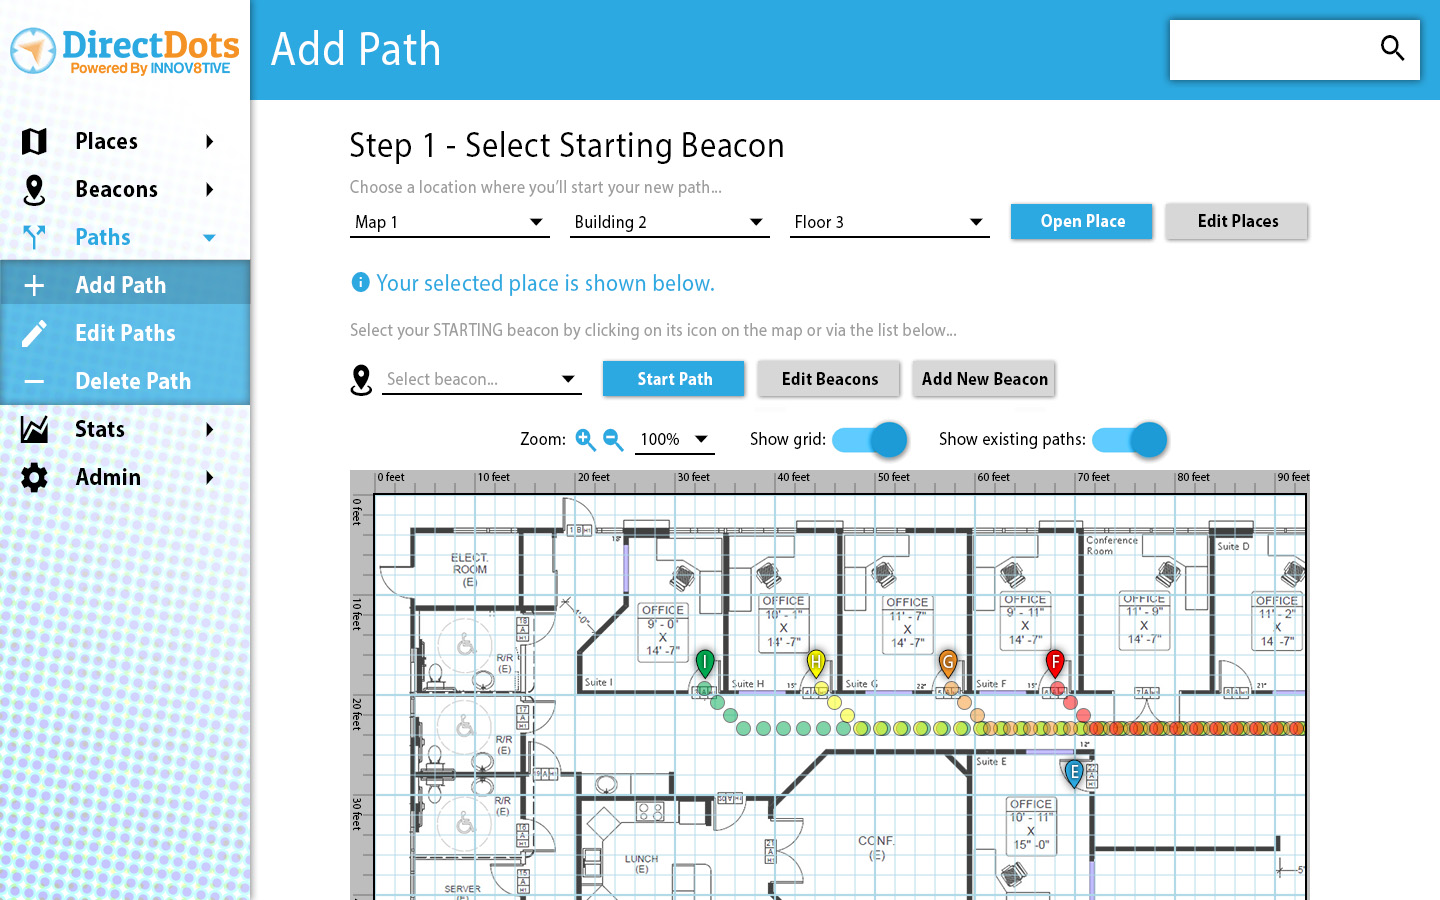 DirectDots
Powered By INNOV8TIVE
Add Path
Places
Beacons
Paths
Add Path
Edit Paths
Delete Path
Stats
Admin
Step 1 - Select Starting Beacon
Choose a location where you'll start your new path...
Map 1
Building 2
Floor 3
Open Place
Edit Places
Your selected place is shown below.
Select your STARTING beacon by clicking on its icon on the map or via the list below...
Select beacon...
Start Path
Edit Beacons
Add New Beacon
Zoom:
100%
Show grid:
Show existing paths:
0 feet
10 feet
20 feet
30 feet
40 feet
50 feet
60 feet
70 feet
80 feet
90 feet
0 feet
10 feet
20 feet
30 feet
ELECT.
ROOM
(E)
18"
Conference
Room
Suite D
OFFICE
9' - 0"
X
14' -7"
OFFICE
10' - 1"
X
14' -7"
OFFICE
11' - 7"
X
14' -7"
OFFICE
9' - 11"
X
14' -7"
OFFICE
11' - 9"
X
14' -7"
OFFICE
11' - 2"
X
14' -7"
R/R
(E)
I
H
G
F
Suite I
Suite H
15"
Suite G
22"
Suite F
15"
21"
R/R
(E)
12"
Suite E
E
R/R
(E)
OFFICE
10' - 11"
X
15" -0"
CONF.
(E)
LUNCH
(E)
SERVER
(E)
5'